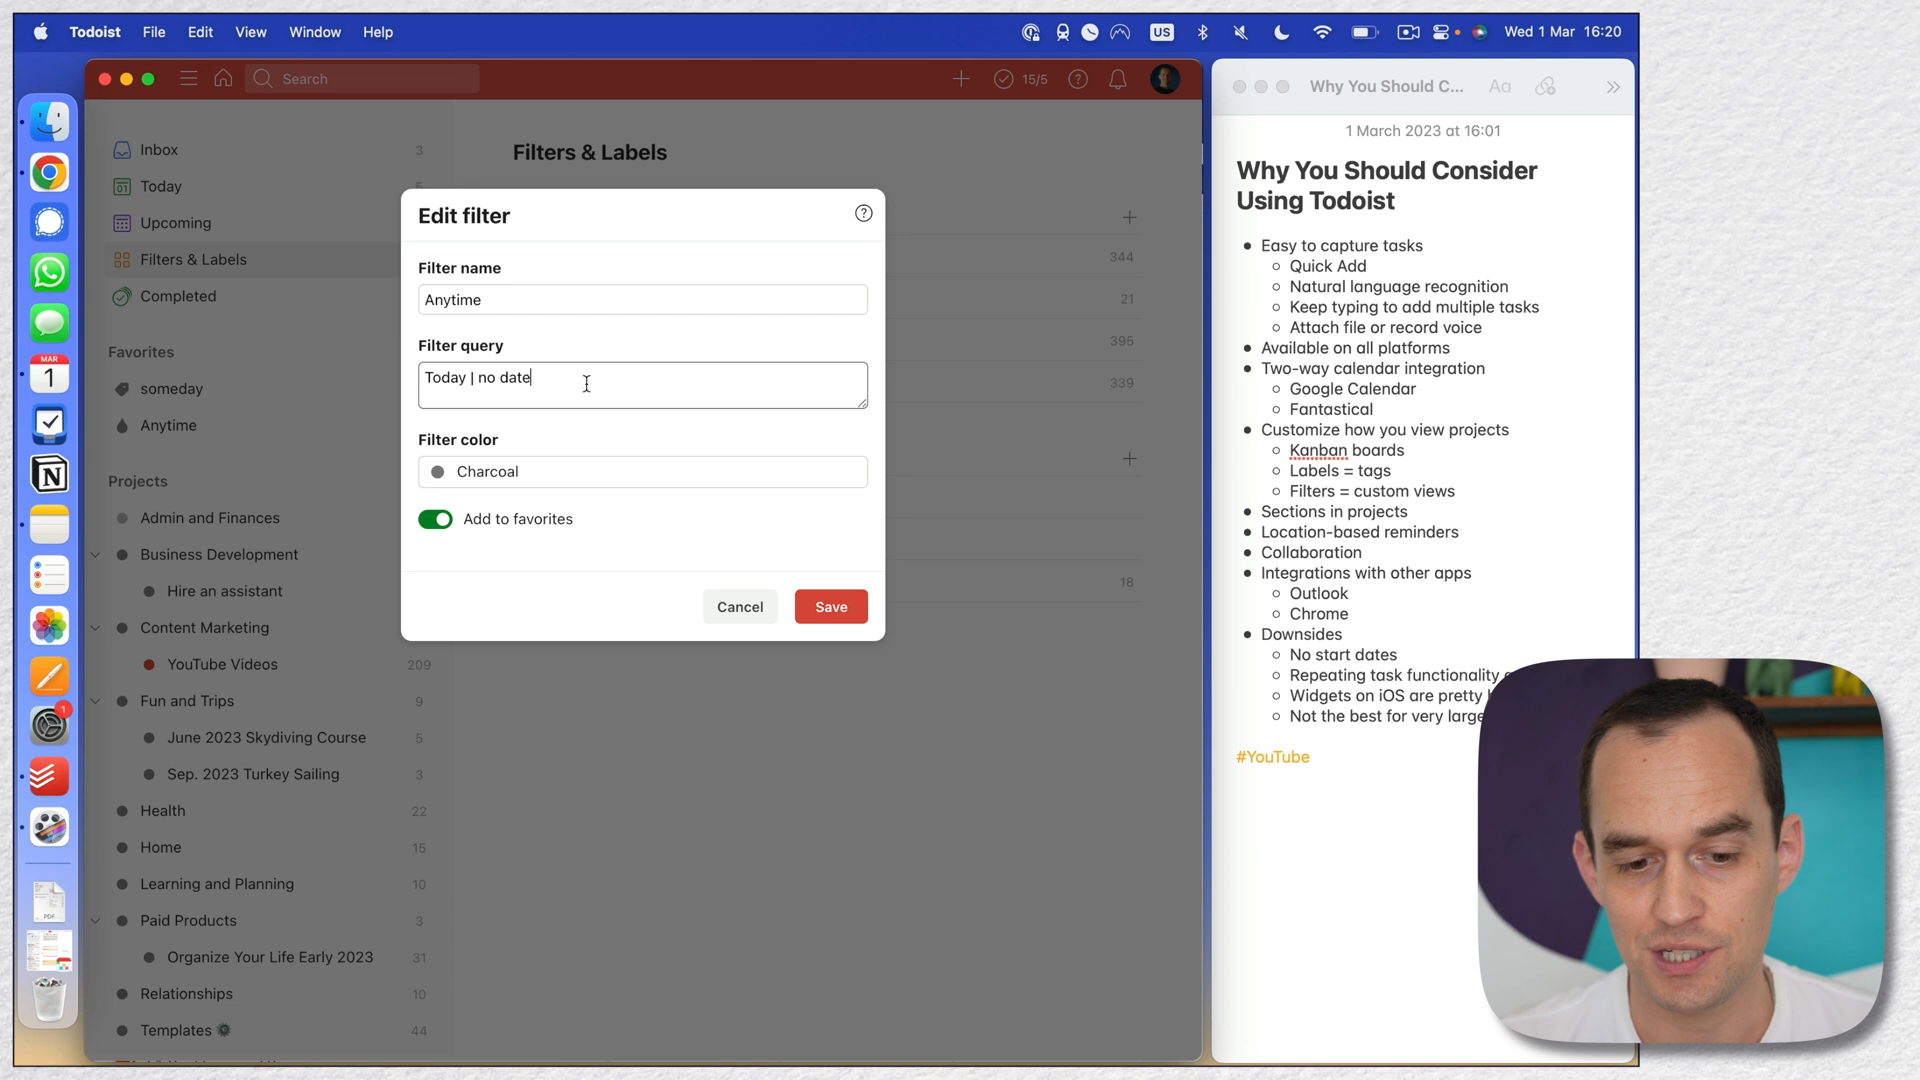 Todoist File Edit View Window Help
US
Wed 1 Mar 16:20
Search
15/5
Inbox 3
Today 5
Upcoming
Filters & Labels
Completed
Favorites
someday
Anytime
Projects
Admin and Finances
Business Development
Hire an assistant
Content Marketing
YouTube Videos 209
Fun and Trips 9
June 2023 Skydiving Course 5
Sep. 2023 Turkey Sailing 3
Health 22
Home 15
Learning and Planning 10
Paid Products 3
Organize Your Life Early 2023 31
Relationships 10
Templates 44
MAR
1
1
PDF
Filters & Labels
344
21
395
339
18
Edit filter
Filter name
Anytime
Filter query
Today | no date
Filter color
Charcoal
Add to favorites
Cancel Save
Why You Should C... Aa
1 March 2023 at 16:01
Why You Should Consider
Using Todoist
Easy to capture tasks
Quick Add
Natural language recognition
Keep typing to add multiple tasks
Attach file or record voice
Available on all platforms
Two-way calendar integration
Google Calendar
Fantastical
Customize how you view projects
Kanban boards
Labels = tags
Filters = custom views
Sections in projects
Location-based reminders
Collaboration
Integrations with other apps
Outlook
Chrome
Downsides
No start dates
Repeating task functionality
Widgets on iOS are pretty
Not the best for very large
#YouTube